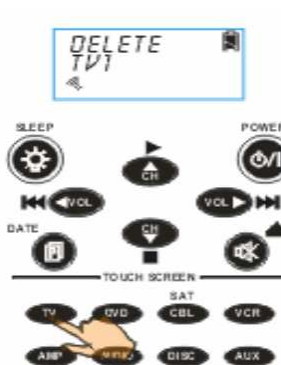 DELETE
TV1
SLEEP
POWER
CH
VOL
VOL
DATE
CH
TOUCH SCREEN
SAT
TV
DVD
CBL
VCR
AMP
AUDIO
DISC
AUX